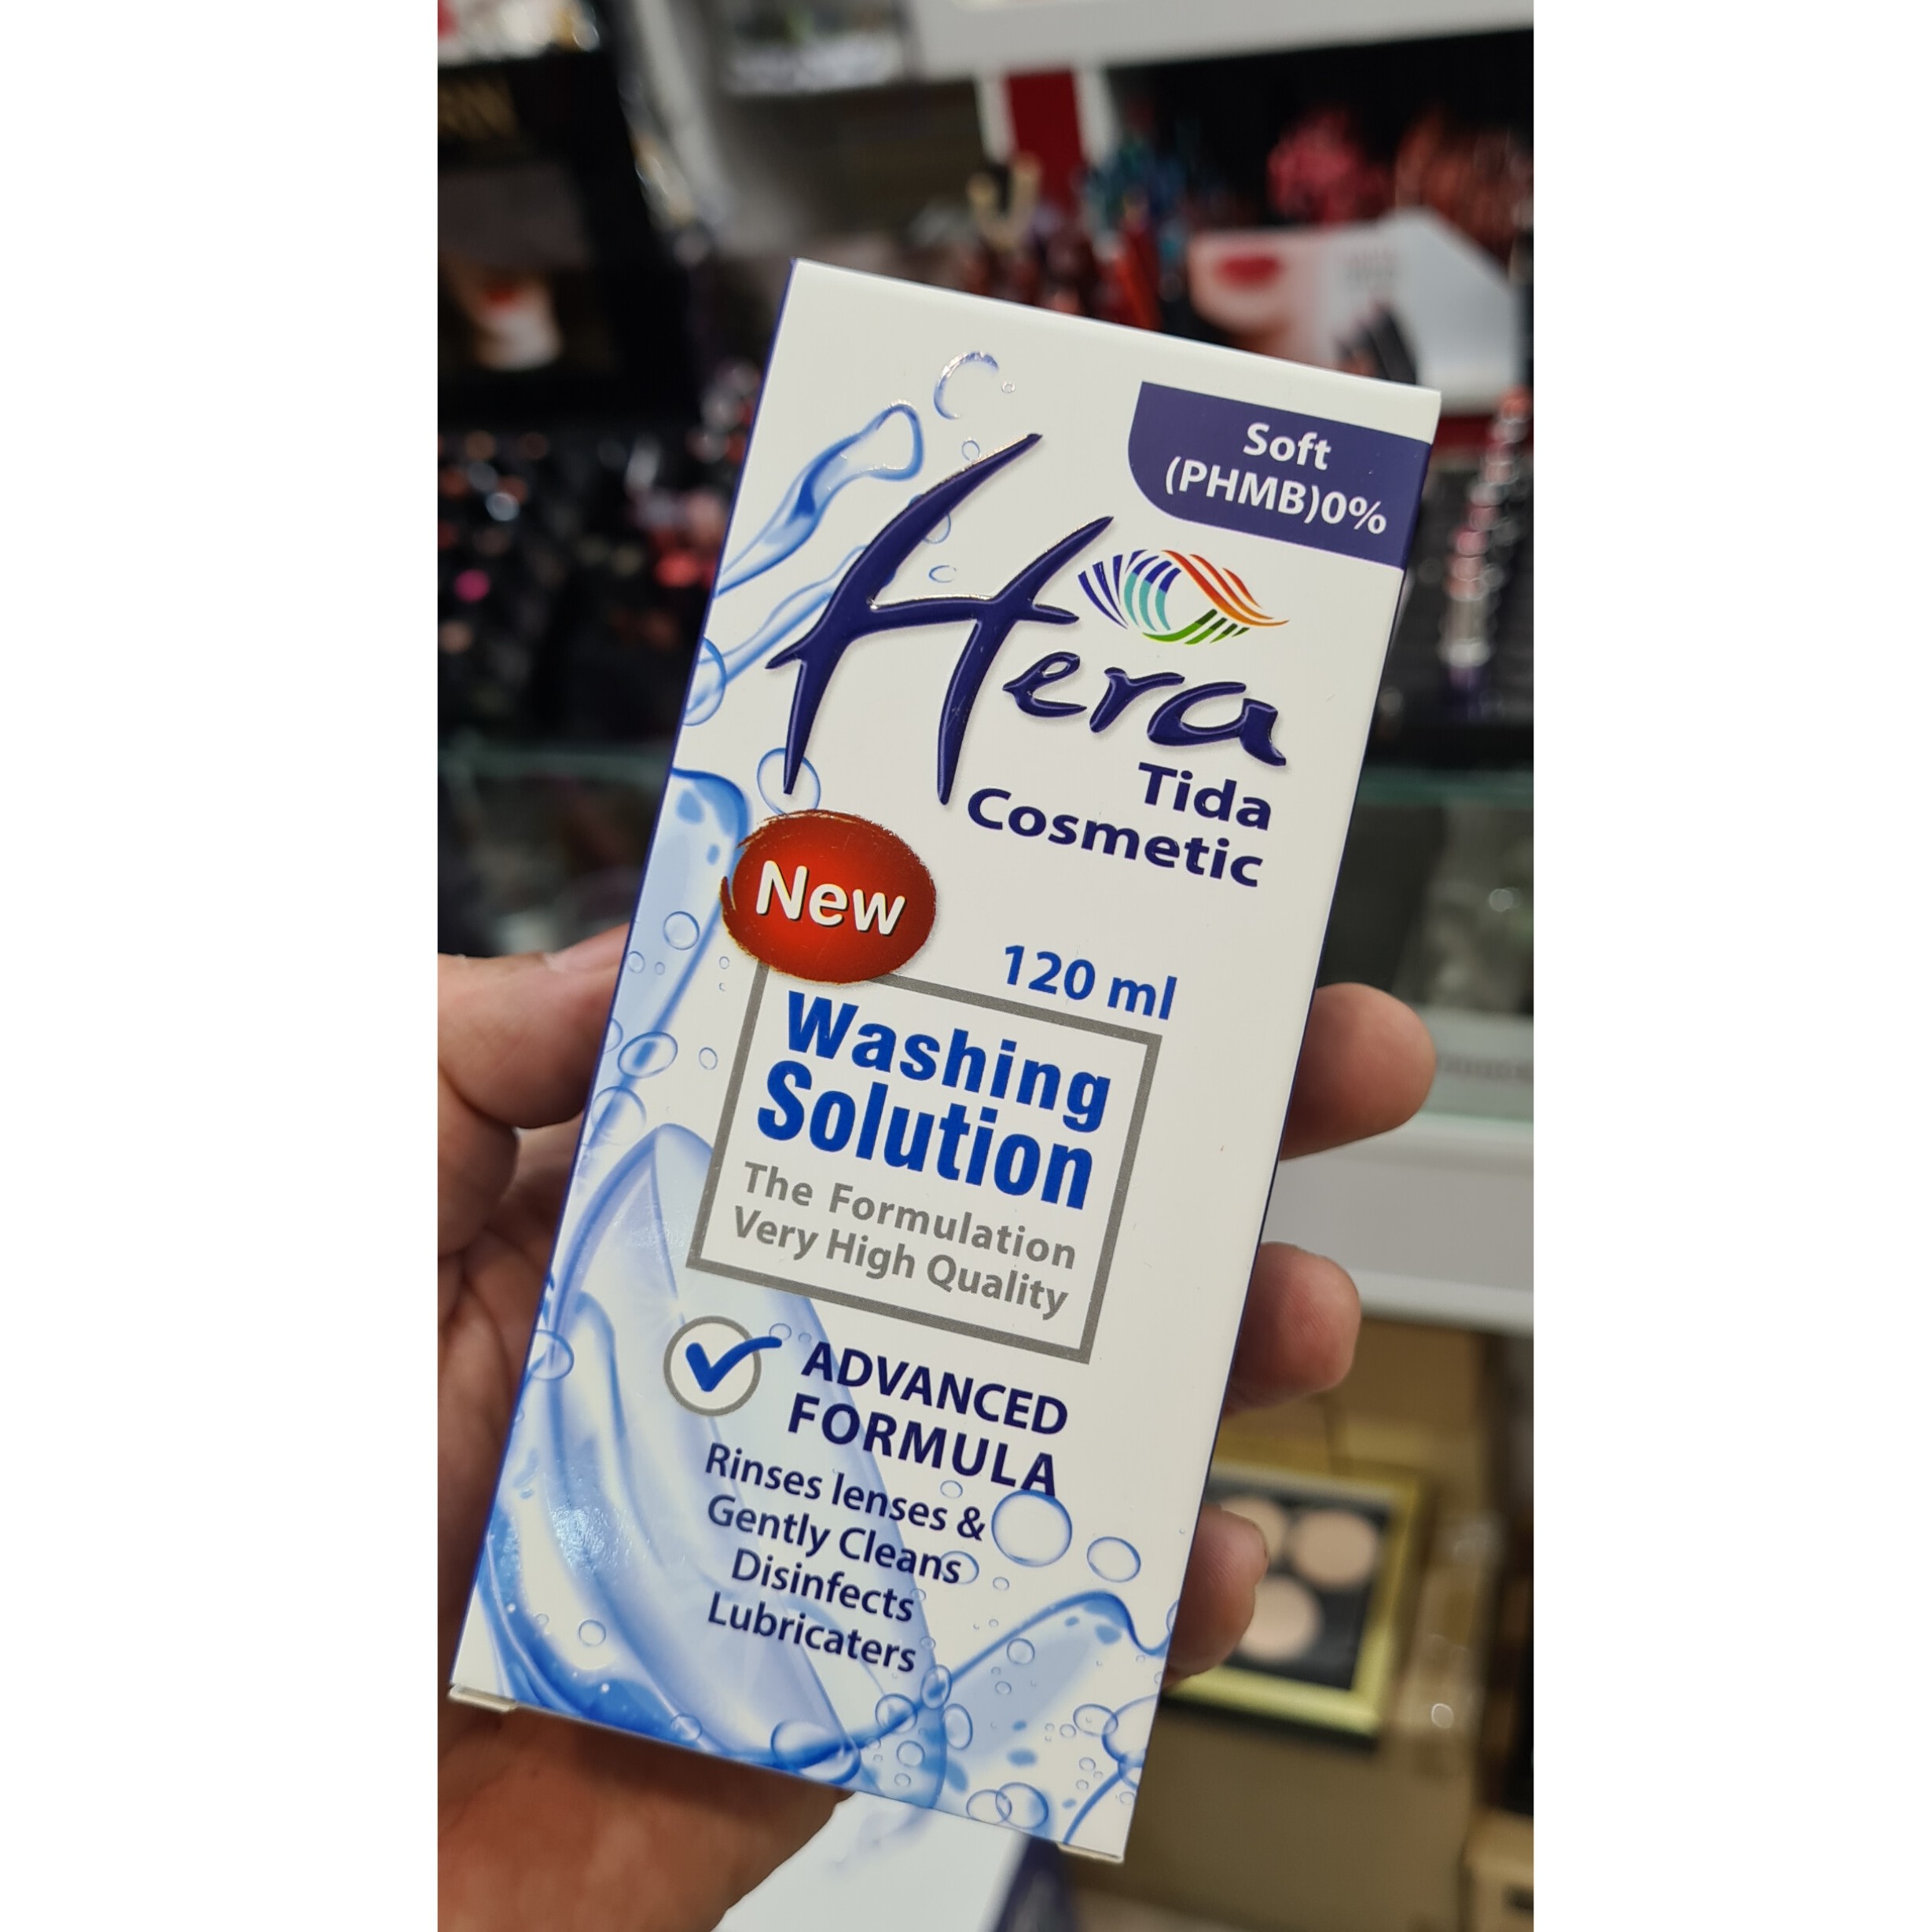 Soft
(PHMB)0%
Hera
Tida
Cosmetic
New
120 ml
Washing
Solution
The Formulation
Very High Quality
ADVANCED
FORMULA
Rinses lenses &
Gently Cleans
Disinfects
Lubricaters